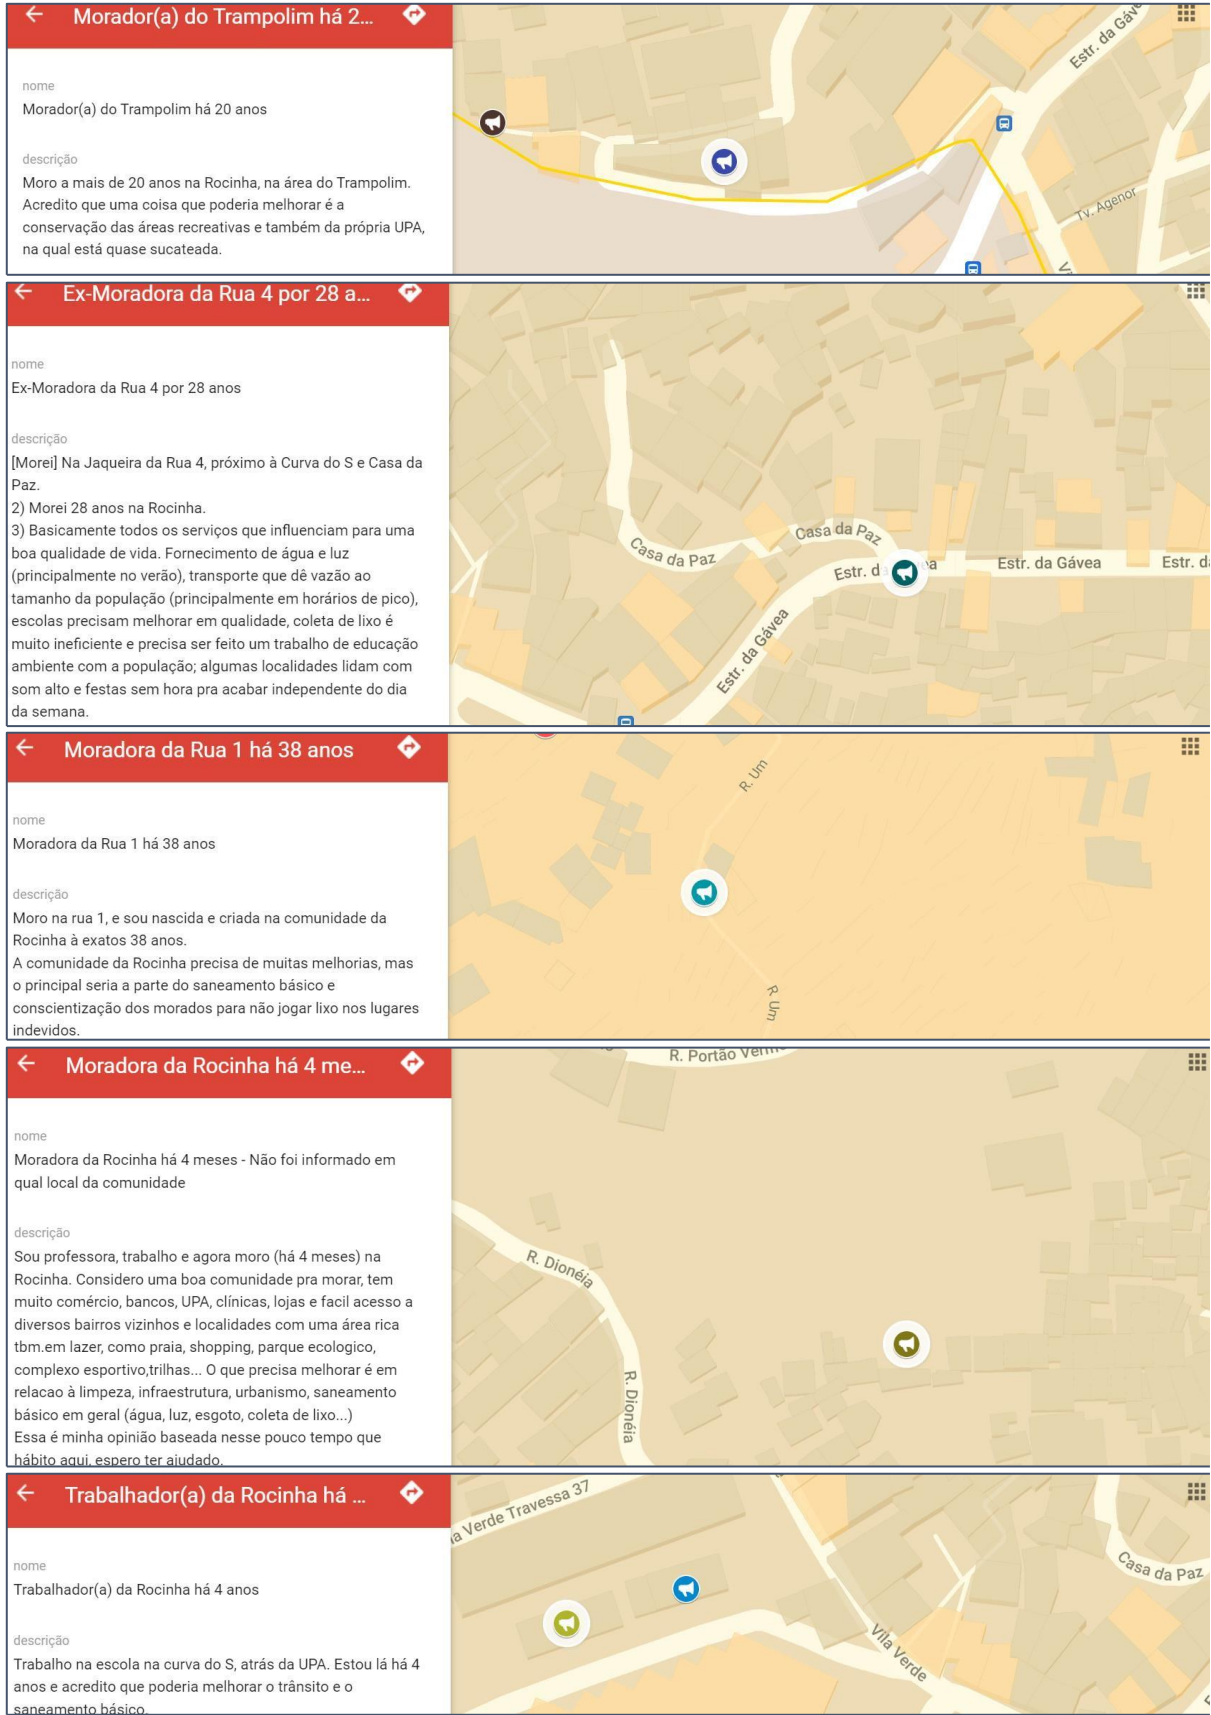 Morador(a) do Trampolim há 2...
nome
Morador(a) do Trampolim há 20 anos
descrição
Moro a mais de 20 anos na Rocinha, na área do Trampolim.
Acredito que uma coisa que poderia melhorar é a
conservação das áreas recreativas e também da própria UPA,
na qual está quase sucateada.
Estr. da Gáve
Tv. Agenor
Ex-Moradora da Rua 4 por 28 a...
nome
Ex-Moradora da Rua 4 por 28 anos
descrição
[Morei] Na Jaqueira da Rua 4, próximo à Curva do S e Casa da
Paz.
2) Morei 28 anos na Rocinha.
3) Basicamente todos os serviços que influenciam para uma
boa qualidade de vida. Fornecimento de água e luz
(principalmente no verão), transporte que dê vazão ao
tamanho da população (principalmente em horários de pico),
escolas precisam melhorar em qualidade, coleta de lixo é
muito ineficiente e precisa ser feito um trabalho de educação
ambiente com a população; algumas localidades lidam com
som alto e festas sem hora pra acabar independente do dia
da semana.
Casa da Paz
Casa da Paz
Estr. d a
Estr. da Gávea
Estr. d
Estr. da Gávea
Moradora da Rua 1 há 38 anos
nome
Moradora da Rua 1 há 38 anos
descrição
Moro na rua 1, e sou nascida e criada na comunidade da
Rocinha à exatos 38 anos.
A comunidade da Rocinha precisa de muitas melhorias, mas
o principal seria a parte do saneamento básico e
conscientização dos morados para não jogar lixo nos lugares
indevidos.
R. Um
R. Um
Moradora da Rocinha há 4 me...
nome
Moradora da Rocinha há 4 meses - Não foi informado em
qual local da comunidade
descrição
Sou professora, trabalho e agora moro (há 4 meses) na
Rocinha. Considero uma boa comunidade pra morar, tem
muito comércio, bancos, UPA, clínicas, lojas e facil acesso a
diversos bairros vizinhos e localidades com uma área rica
tbm.em lazer, como praia, shopping, parque ecologico,
complexo esportivo,trilhas... O que precisa melhorar é em
relacao à limpeza, infraestrutura, urbanismo, saneamento
básico em geral (água, luz, esgoto, coleta de lixo...)
Essa é minha opinião baseada nesse pouco tempo que
hábito aqui, espero ter ajudado.
R. Portão Verm
R. Dionéia
R. Dionéia
Trabalhador(a) da Rocinha há ...
nome
Trabalhador(a) da Rocinha há 4 anos
descrição
Trabalho na escola na curva do S, atrás da UPA. Estou lá há 4
anos e acredito que poderia melhorar o trânsito e o
saneamento básico.
a Verde Travessa 37
Casa da Paz
Vila Verde